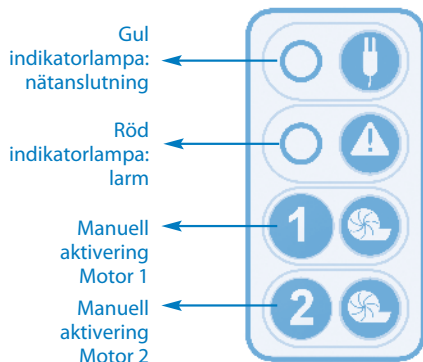 Gul
indikatorlampa:
nätanslutning
Röd
indikatorlampa:
larm
1
Manuell
aktivering
Motor 1
2
Manuell
aktivering
Motor 2